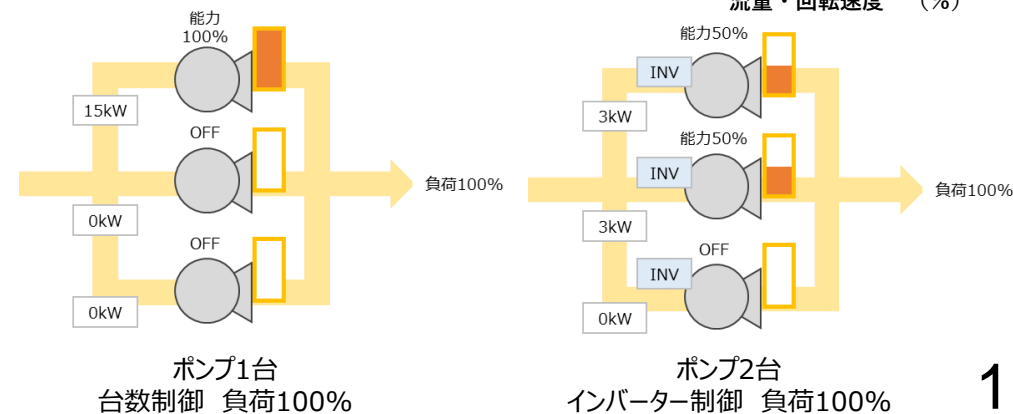 流量・回転速度 （%）
能力
100%
15kW
OFF
0kW
OFF
0kW
負荷100%
ポンプ1台
台数制御 負荷100%
能力50%
INV
3kW
能力50%
INV
3kW
OFF
INV
0kW
負荷100%
ポンプ2台
インバーター制御 負荷100%
1